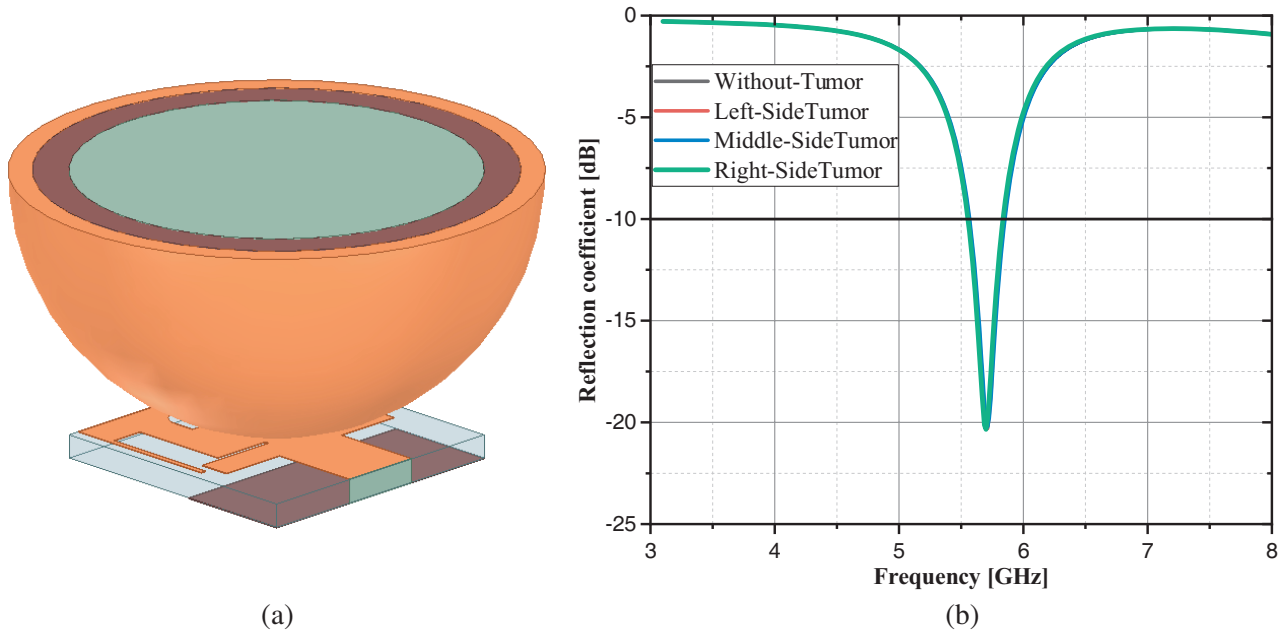 0
-5
-10
-15
-20
-25
Reflection coefficient [dB]
Without-Tumor
Left-SideTumor
Middle-SideTumor
Right-SideTumor
3 4 5 6 7 8
Frequency [GHz]
(a) (b)